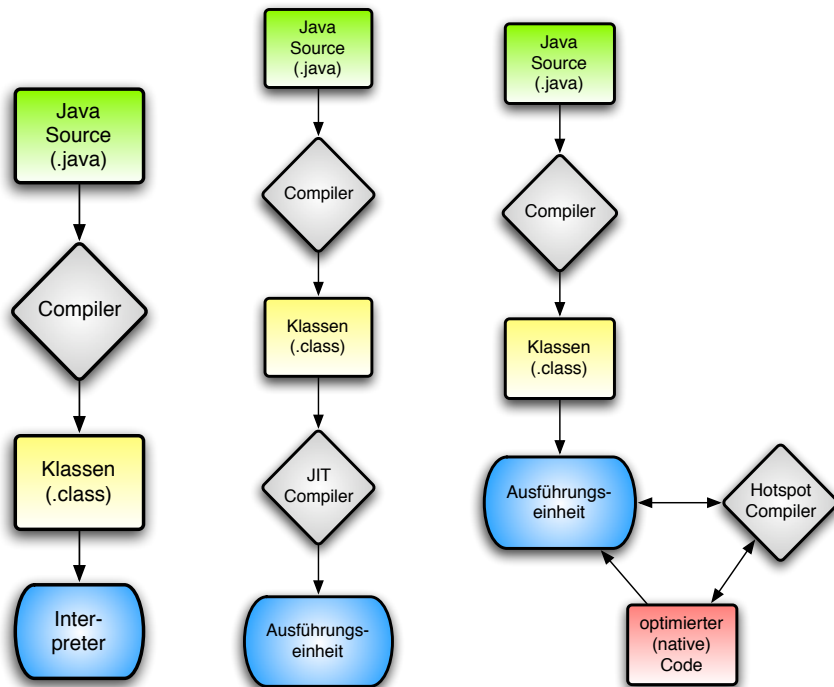 Java
Source
(.java)
Compiler
Klassen
(.class)
Inter-
preter
Java
Source
(.java)
Compiler
Klassen
(.class)
JIT
Compiler
Ausführungs-
einheit
Java
Source
(.java)
Compiler
Klassen
(.class)
Ausführungs-
einheit
Hotspot
Compiler
optimierter
(native)
Code